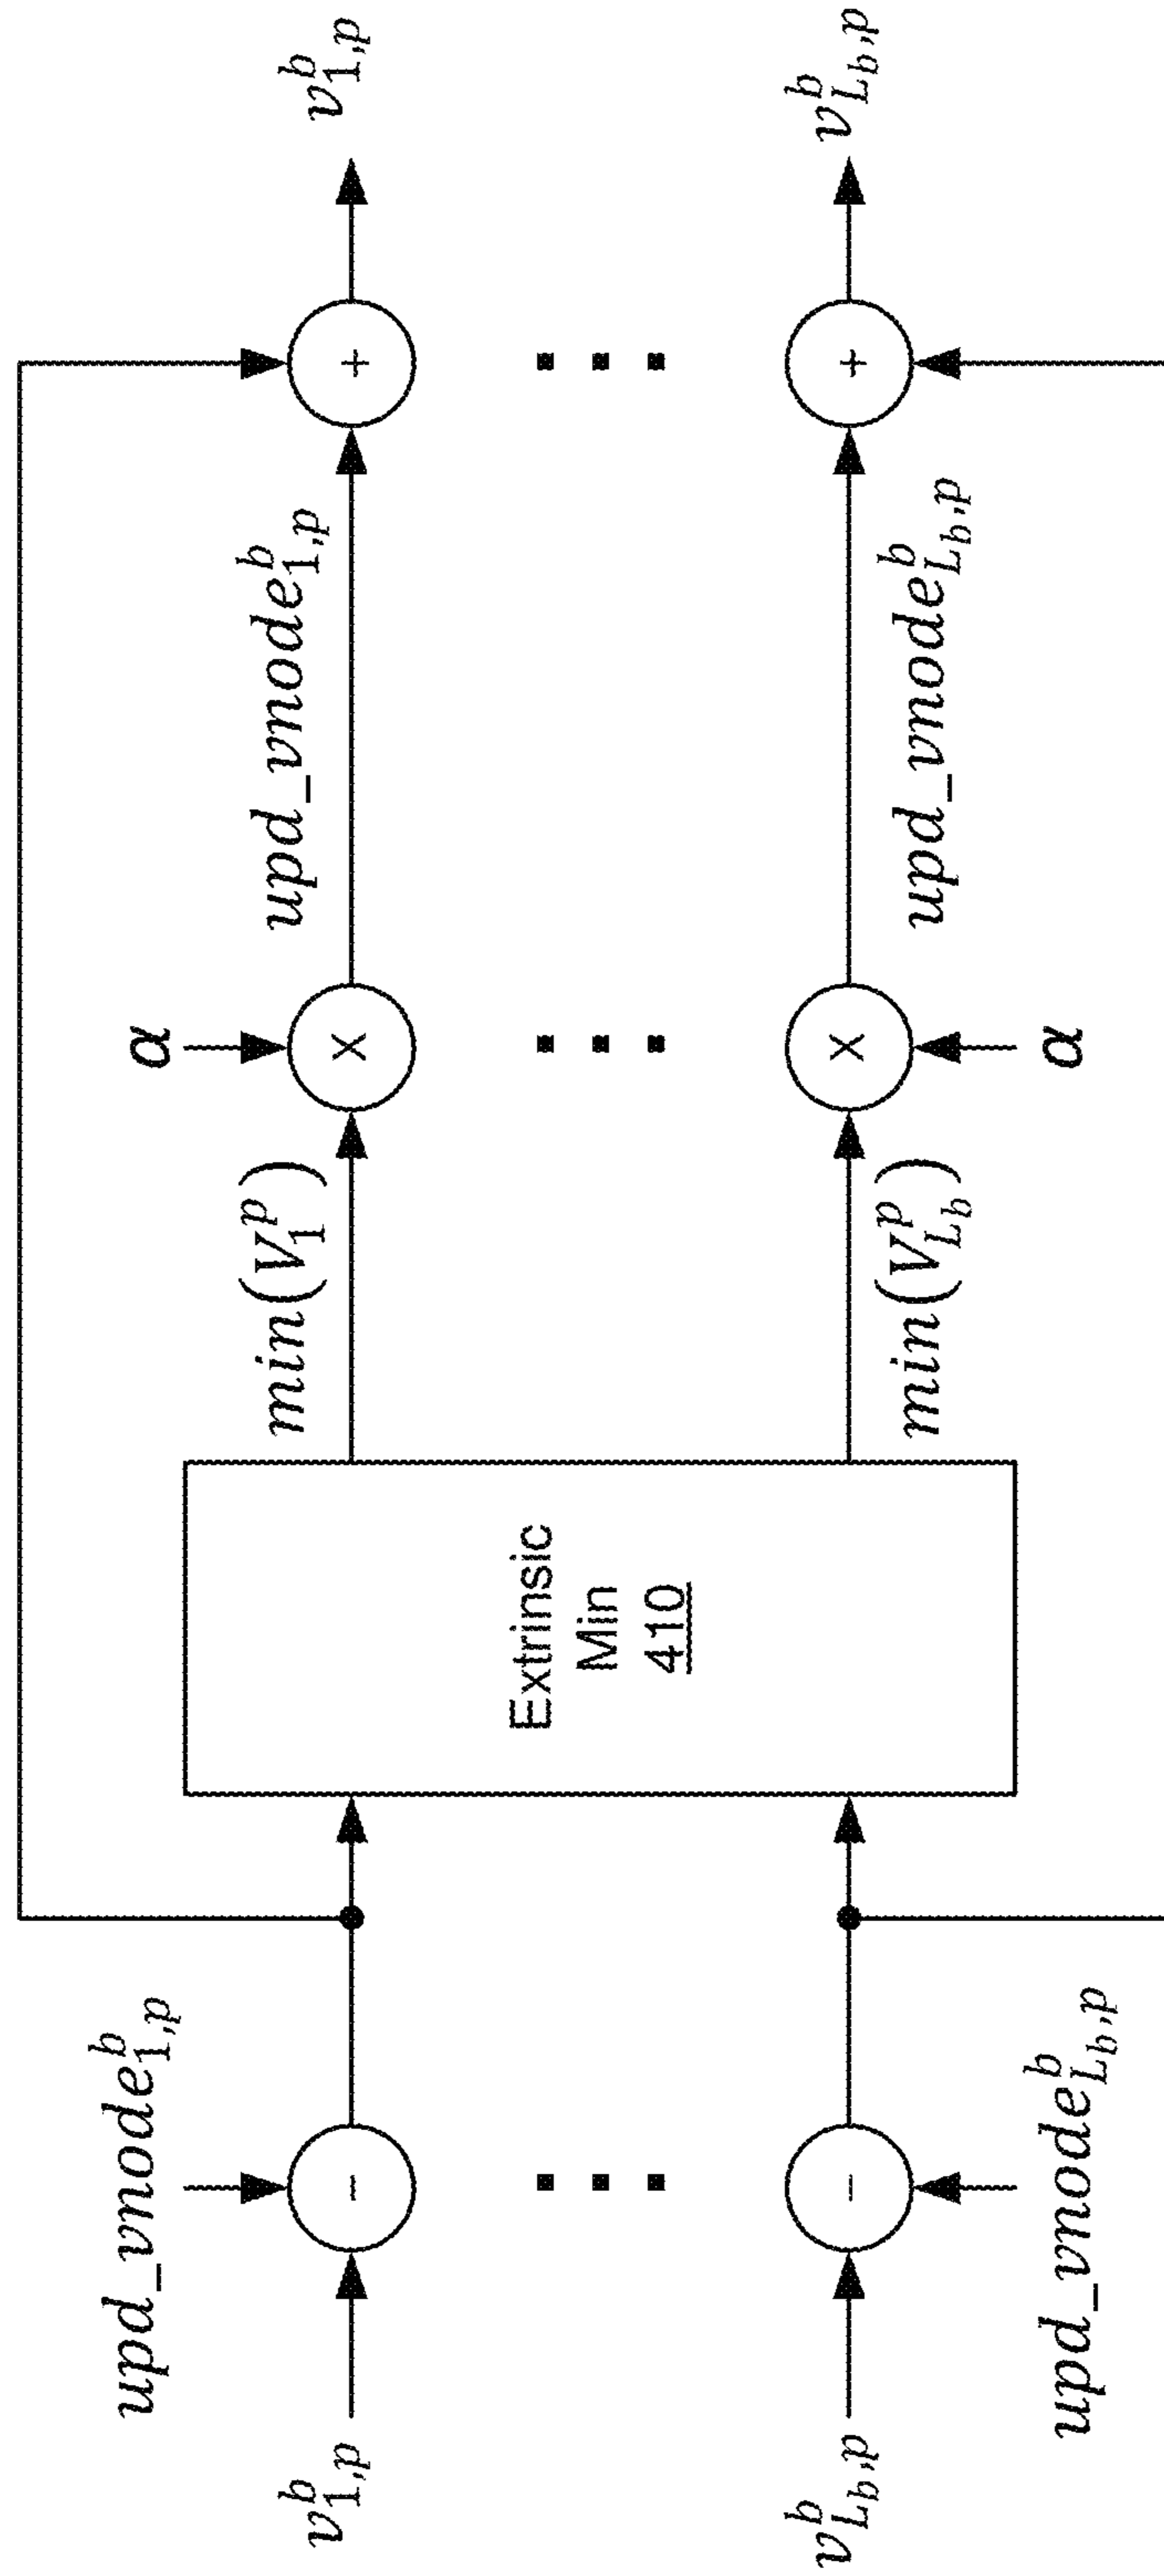 upd_vnode^b_{1,p}
v^b_{1,p}
−
α
min(V^p_1)
×
upd_vnode^b_{1,p}
+
v^b_{1,p}
Extrinsic
Min
410
v^b_{L_b,p}
−
upd_vnode^b_{L_b,p}
min(V^p_{L_b})
×
α
upd_vnode^b_{L_b,p}
+
v^b_{L_b,p}